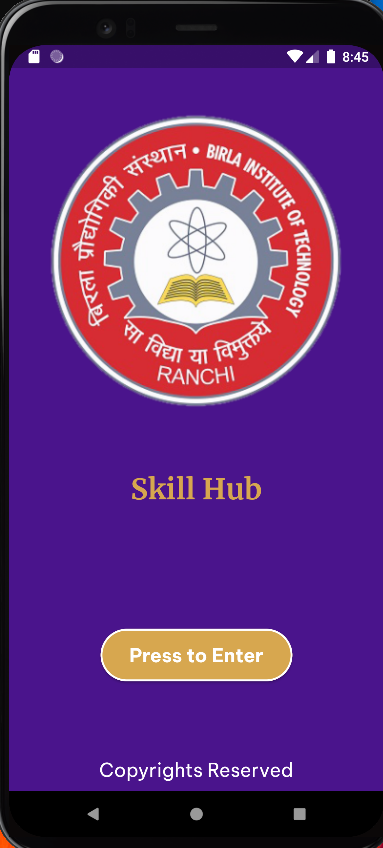 8:45
बिरला प्रौद्योगिकी संस्थान • BIRLA INSTITUTE OF TECHNOLOGY
सा विद्या या विमुक्तये
RANCHI
Skill Hub
Press to Enter
Copyrights Reserved